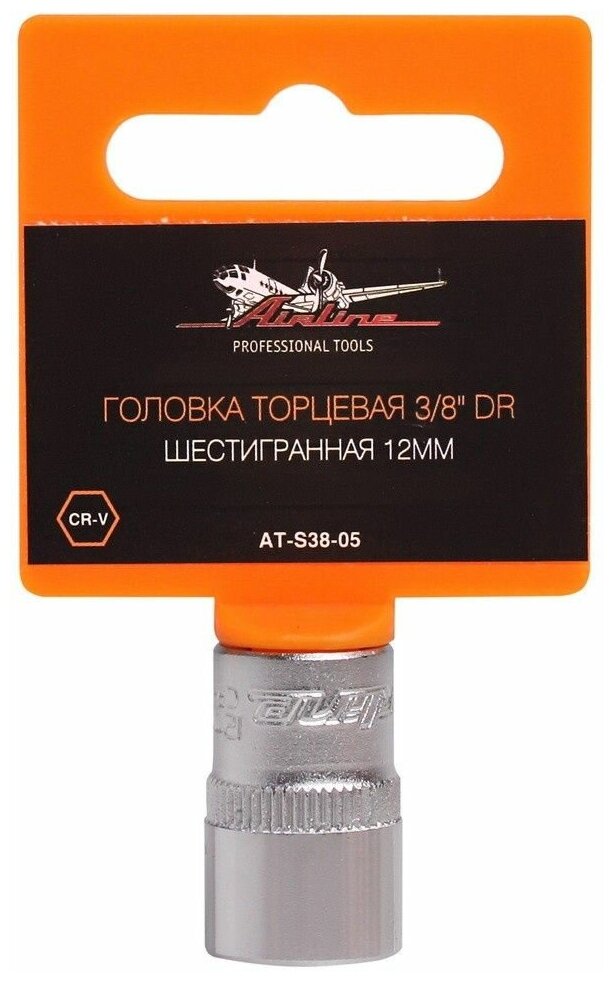 Airline
PROFESSIONAL TOOLS
ГОЛОВКА ТОРЦЕВАЯ 3/8" DR
ШЕСТИГРАННАЯ 12ММ
CR-V
AT-S38-05